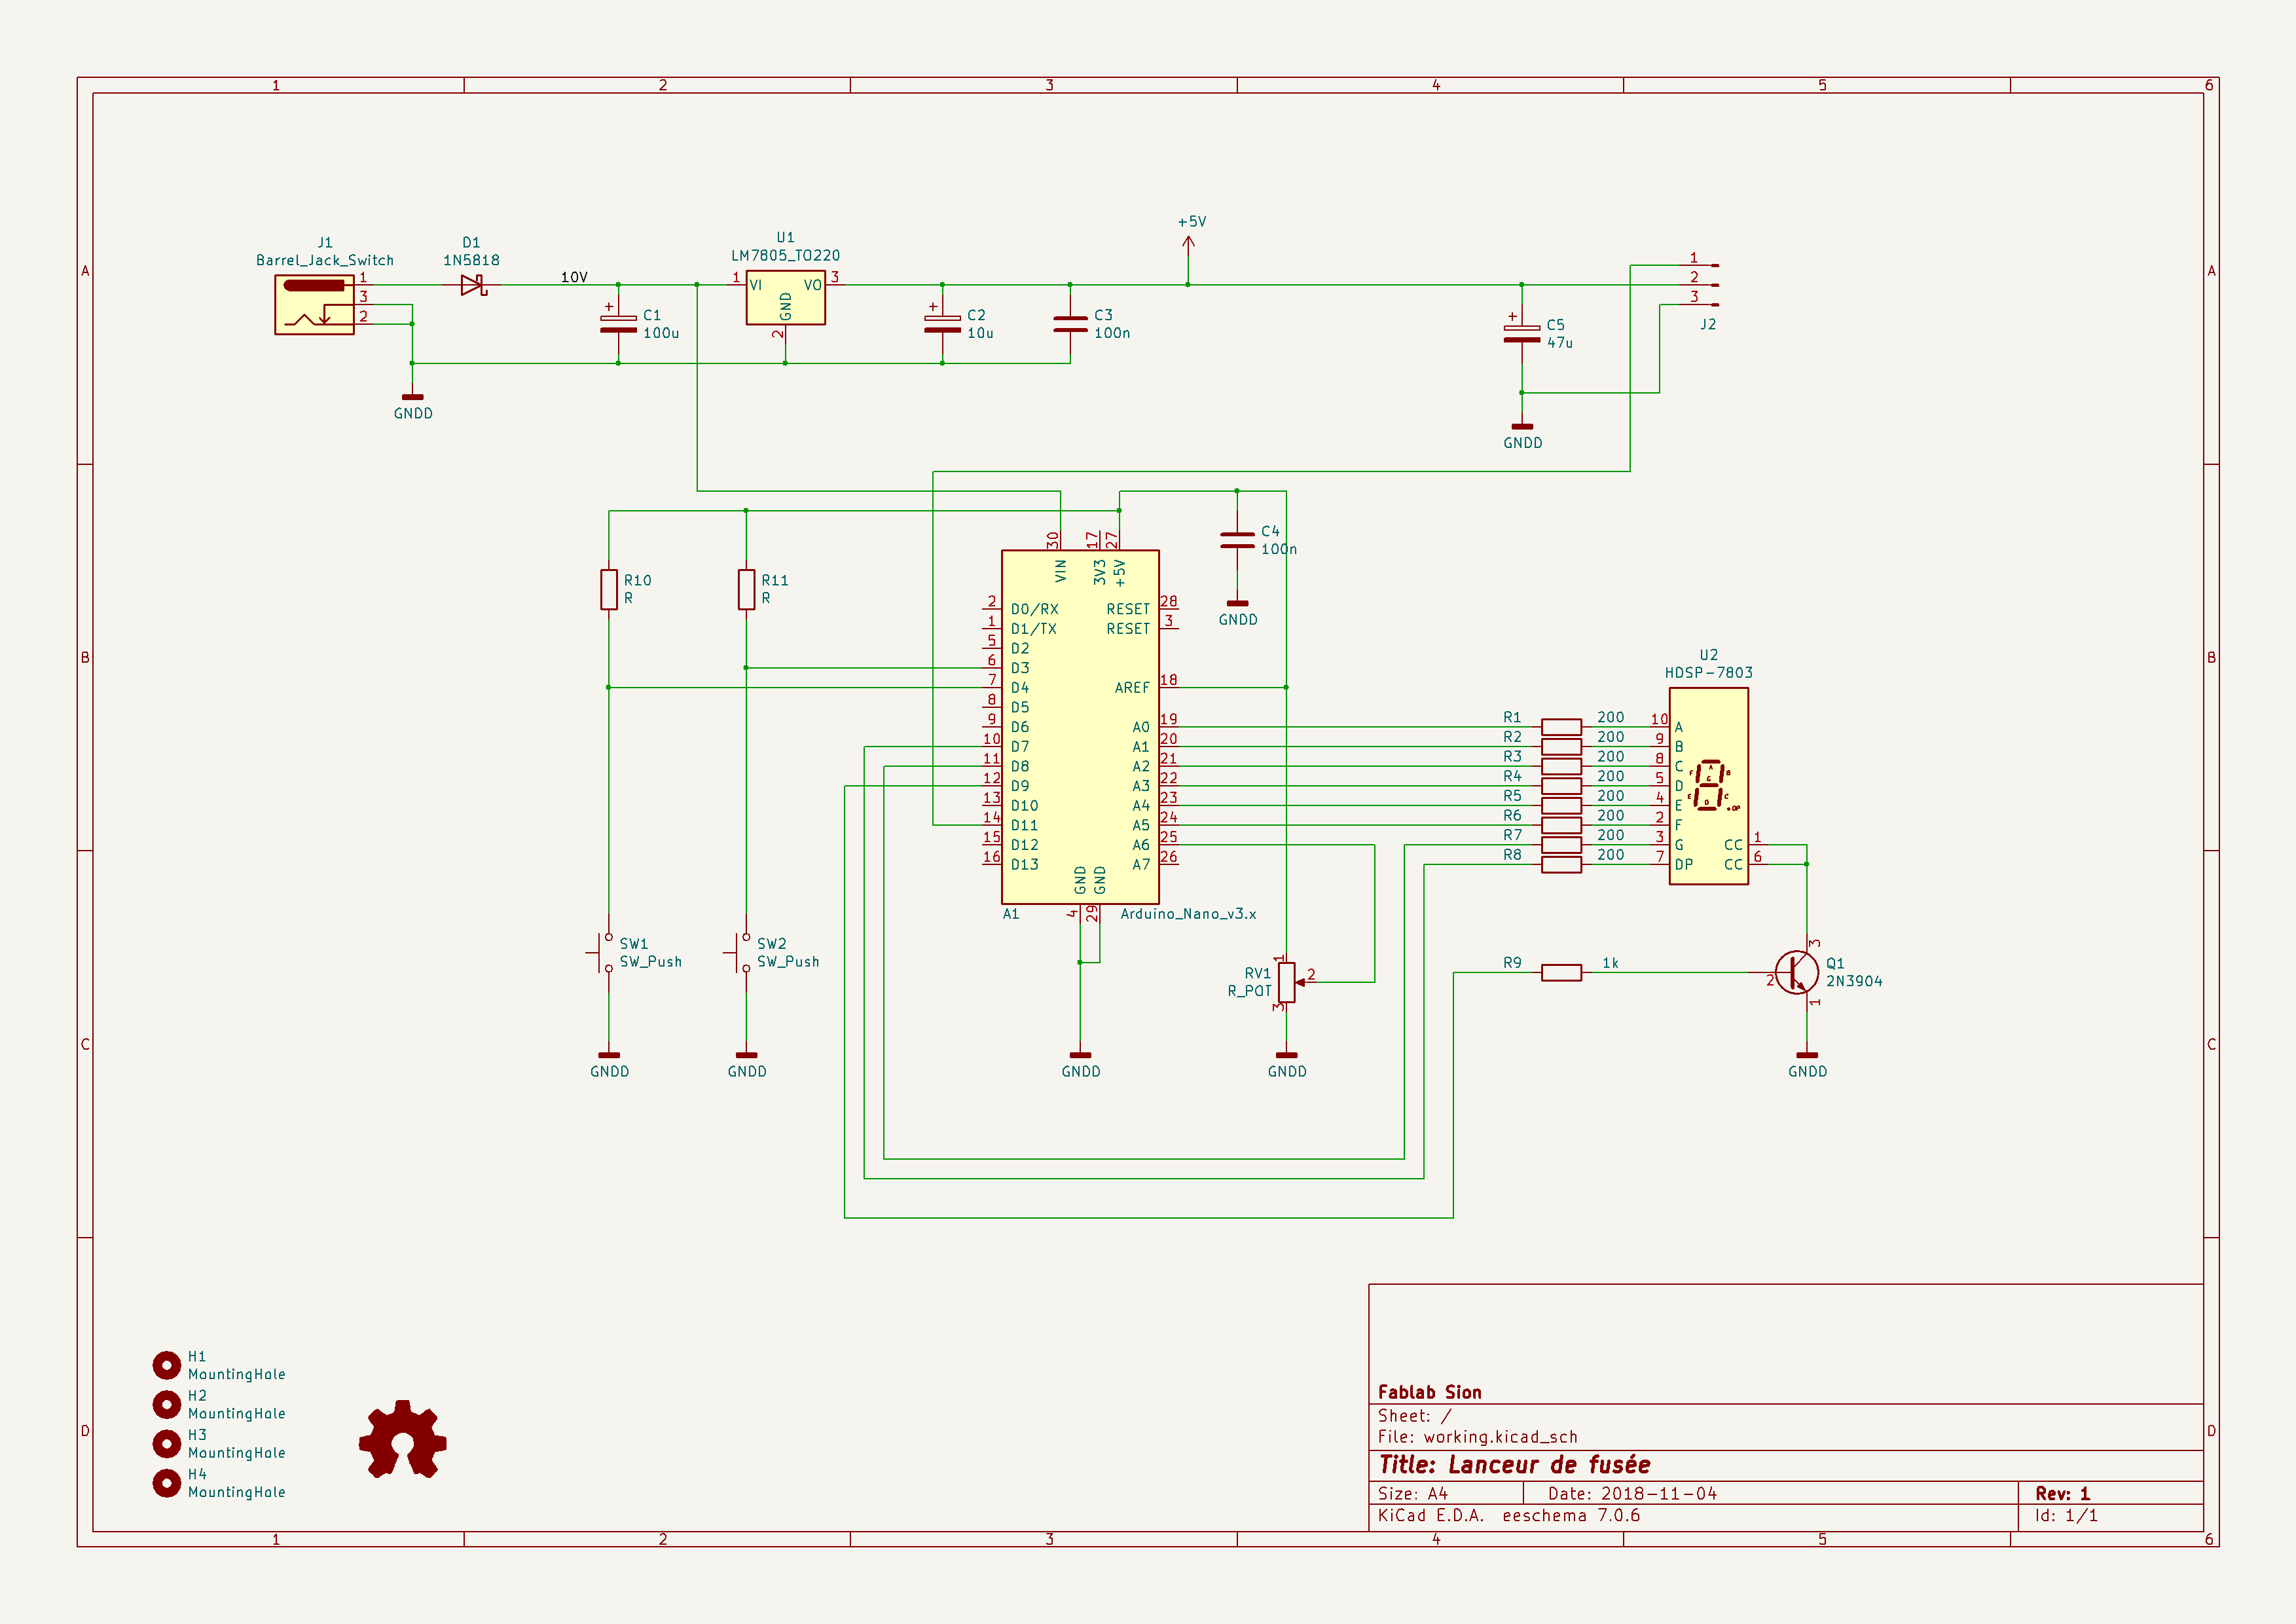 1 2 3 4 5 6
A A
B B
C C
D D
J1
Barrel_Jack_Switch
1
3
2
GNDD
D1
1N5818
10V
+
C1
100u
U1
LM7805_TO220
1 VI VO 3
GND
2
+
C2
10u
C3
100n
+5V
+
C5
47u
GNDD
1
2
3
J2
R10
R
R11
R
30 17 27
VIN 3V3 +5V
C4
100n
GNDD
2 D0/RX RESET 28
1 D1/TX RESET 3
5 D2
6 D3
7 D4 AREF 18
8 D5
9 D6 A0 19
10 D7 A1 20
11 D8 A2 21
12 D9 A3 22
13 D10 A4 23
14 D11 A5 24
15 D12 A6 25
16 D13 A7 26
GND GND
4 29
A1 Arduino_Nano_v3.x
GNDD
SW1
SW_Push
GNDD
SW2
SW_Push
GNDD
RV1
R_POT
1
2
3
GNDD
U2
HDSP-7803
R1 200 10 A
R2 200 9 B
R3 200 8 C
R4 200 5 D
R5 200 4 E
R6 200 2 F
R7 200 3 G CC 1
R8 200 7 DP CC 6
A
F B
G
E C
D
DP
R9 1k
3
2
1
Q1
2N3904
GNDD
H1
MountingHole
H2
MountingHole
H3
MountingHole
H4
MountingHole
Fablab Sion
Sheet: /
File: working.kicad_sch
Title: Lanceur de fusée
Size: A4 Date: 2018-11-04 Rev: 1
KiCad E.D.A. eeschema 7.0.6 Id: 1/1
1 2 3 4 5 6